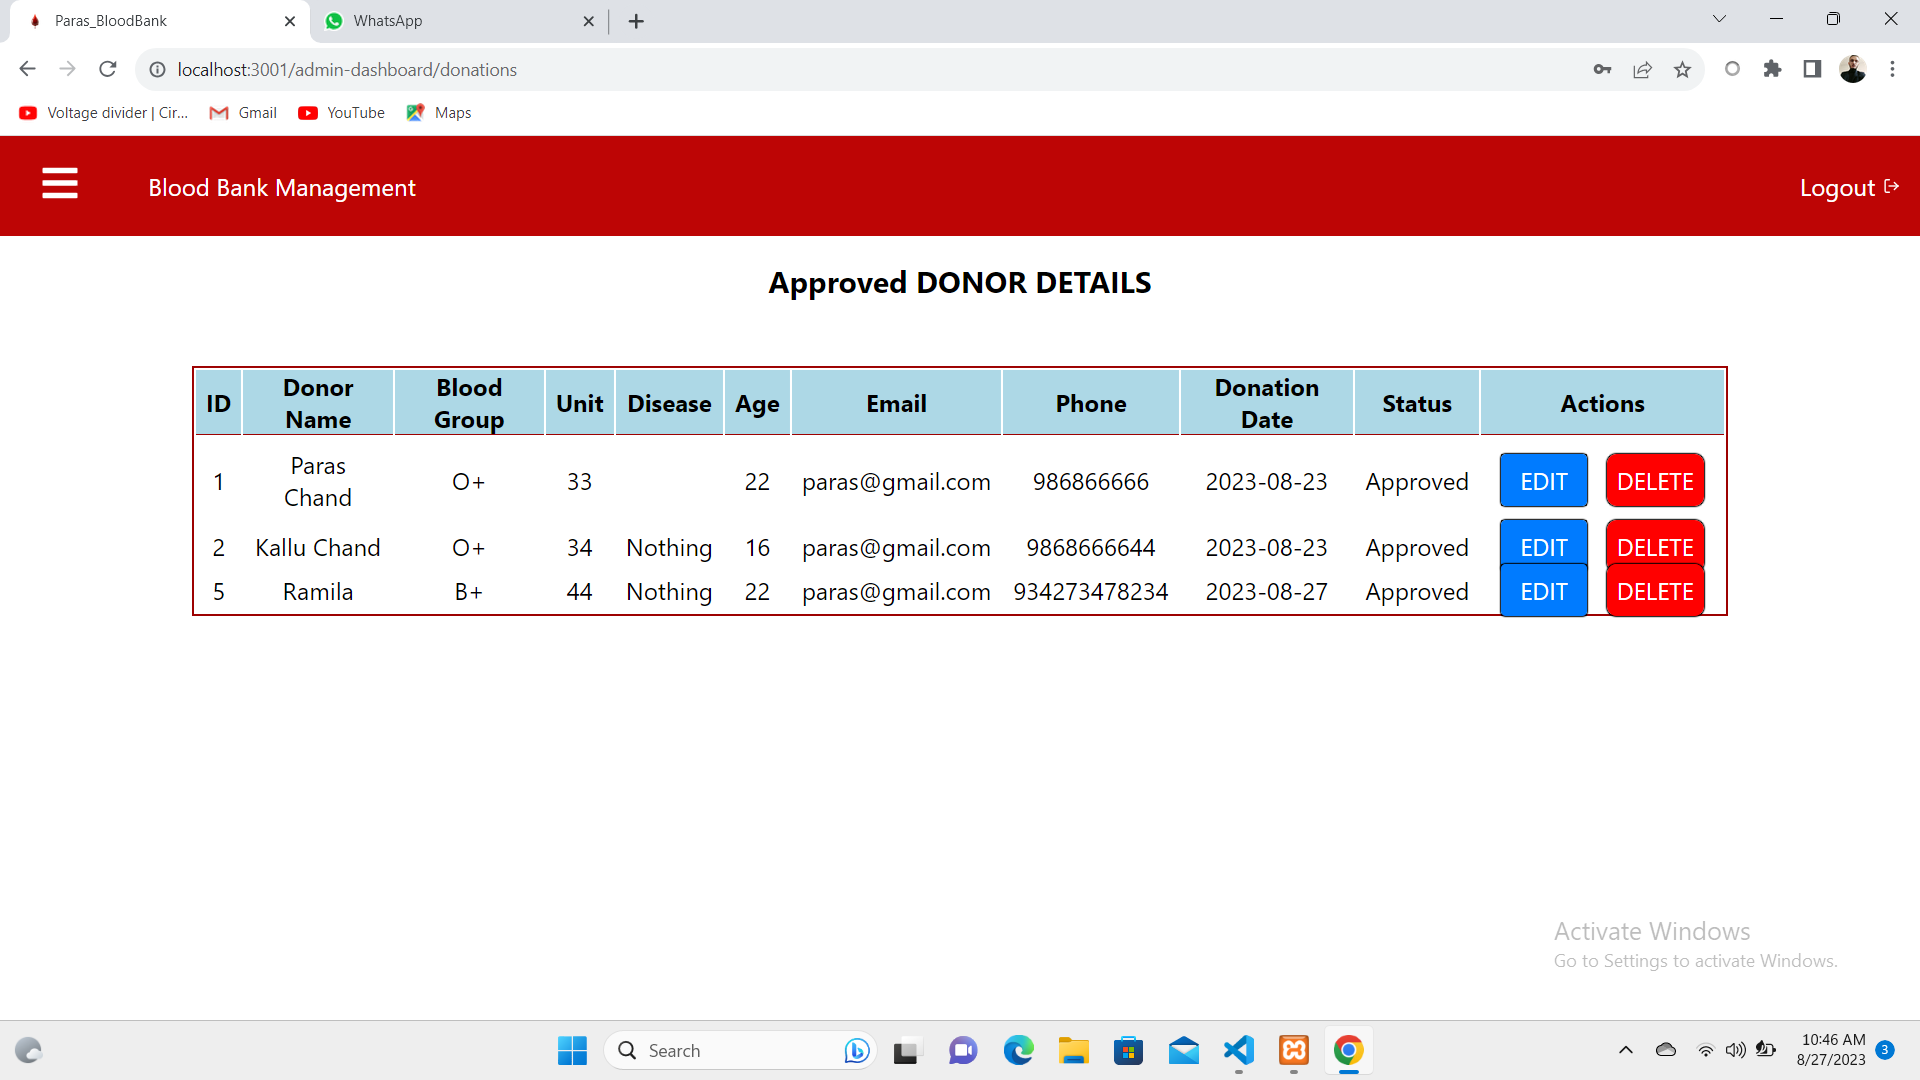 Paras_BloodBank
WhatsApp
localhost:3001/admin-dashboard/donations
Voltage divider | Cir... Gmail YouTube Maps
Blood Bank Management
Logout
Approved DONOR DETAILS
ID Donor Name Blood Group Unit Disease Age Email Phone Donation Date Status Actions
1 Paras Chand O+ 33 22 paras@gmail.com 986866666 2023-08-23 Approved EDIT DELETE
2 Kallu Chand O+ 34 Nothing 16 paras@gmail.com 9868666644 2023-08-23 Approved EDIT DELETE
5 Ramila B+ 44 Nothing 22 paras@gmail.com 934273478234 2023-08-27 Approved EDIT DELETE
Activate Windows
Go to Settings to activate Windows.
Search
10:46 AM
8/27/2023
3